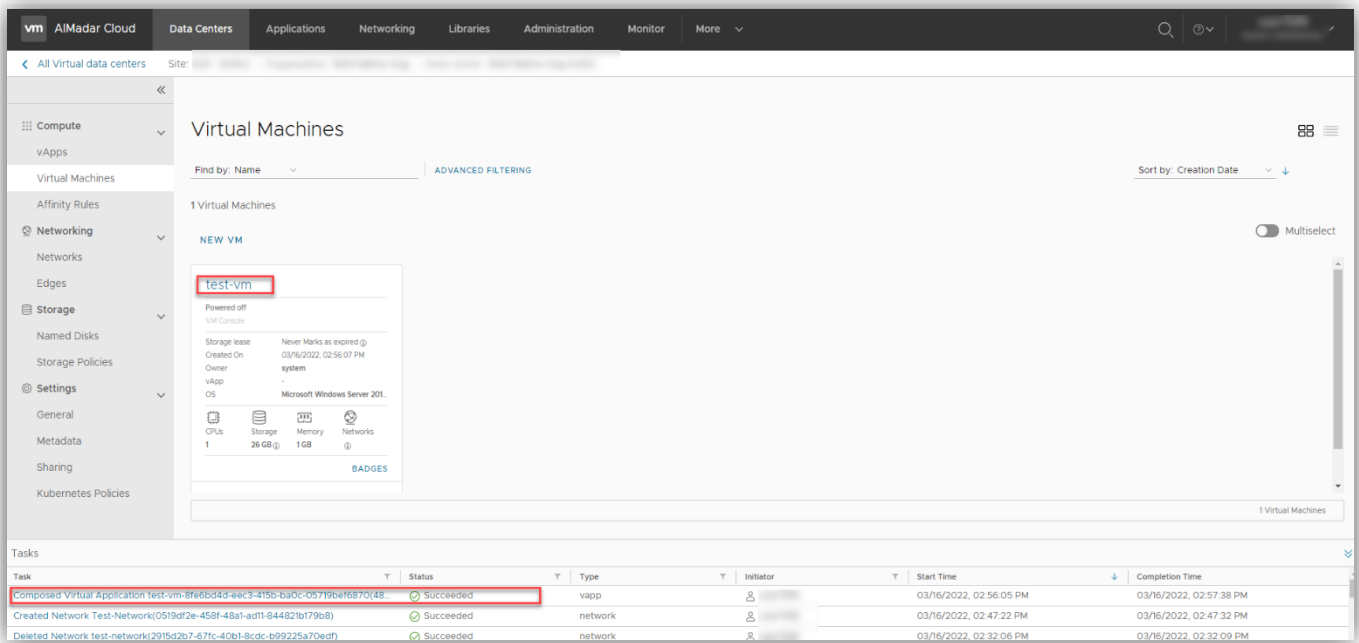 vm AlMadar Cloud Data Centers Applications Networking Libraries Administration Monitor More
All Virtual data centers Site:
Compute
vApps
Virtual Machines
Affinity Rules
Networking
Networks
Edges
Storage
Named Disks
Storage Policies
Settings
General
Metadata
Sharing
Kubernetes Policies
Virtual Machines
Find by: Name ADVANCED FILTERING Sort by: Creation Date
1 Virtual Machines
Multiselect
NEW VM
test-vm
Powered off
VM Console
Storage lease Never Marks as expired
Created On 03/16/2022, 02:56:07 PM
Owner system
vApp -
OS Microsoft Windows Server 201...
CPUs Storage Memory Networks
1 26 GB 1 GB
BADGES
1 Virtual Machines
Tasks
Task Status Type Initiator Start Time Completion Time
Composed Virtual Application test-vm-8fe6bd4d-eec3-415b-ba0c-05719bef6870(48... Succeeded vapp 03/16/2022, 02:56:05 PM 03/16/2022, 02:57:38 PM
Created Network Test-Network(0519df2e-458f-48a1-ad11-844821b179b8) Succeeded network 03/16/2022, 02:47:22 PM 03/16/2022, 02:47:32 PM
Deleted Network test-network(2915d2b7-67fc-40b1-8cdc-b99225a70edf) Succeeded network 03/16/2022, 02:32:06 PM 03/16/2022, 02:32:09 PM